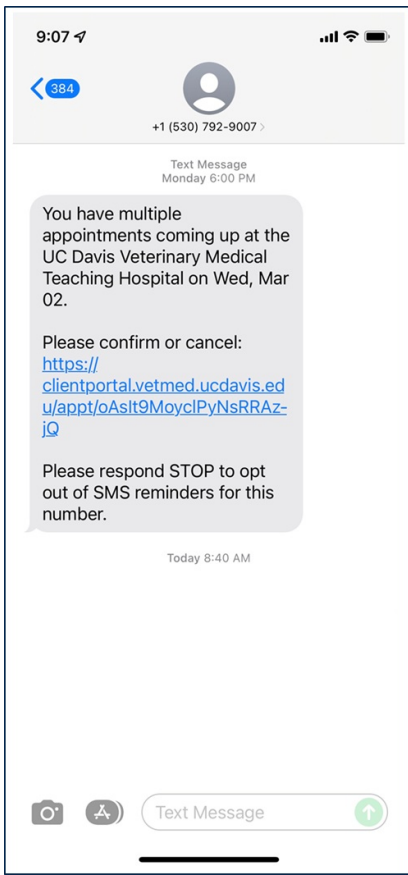 9:07
384
+1 (530) 792-9007 >
Text Message
Monday 6:00 PM
You have multiple
appointments coming up at the
UC Davis Veterinary Medical
Teaching Hospital on Wed, Mar
02.
Please confirm or cancel:
https://
clientportal.vetmed.ucdavis.ed
u/appt/oAslt9MoyclPyNsRRAz-
jQ
Please respond STOP to opt
out of SMS reminders for this
number.
Today 8:40 AM
Text Message